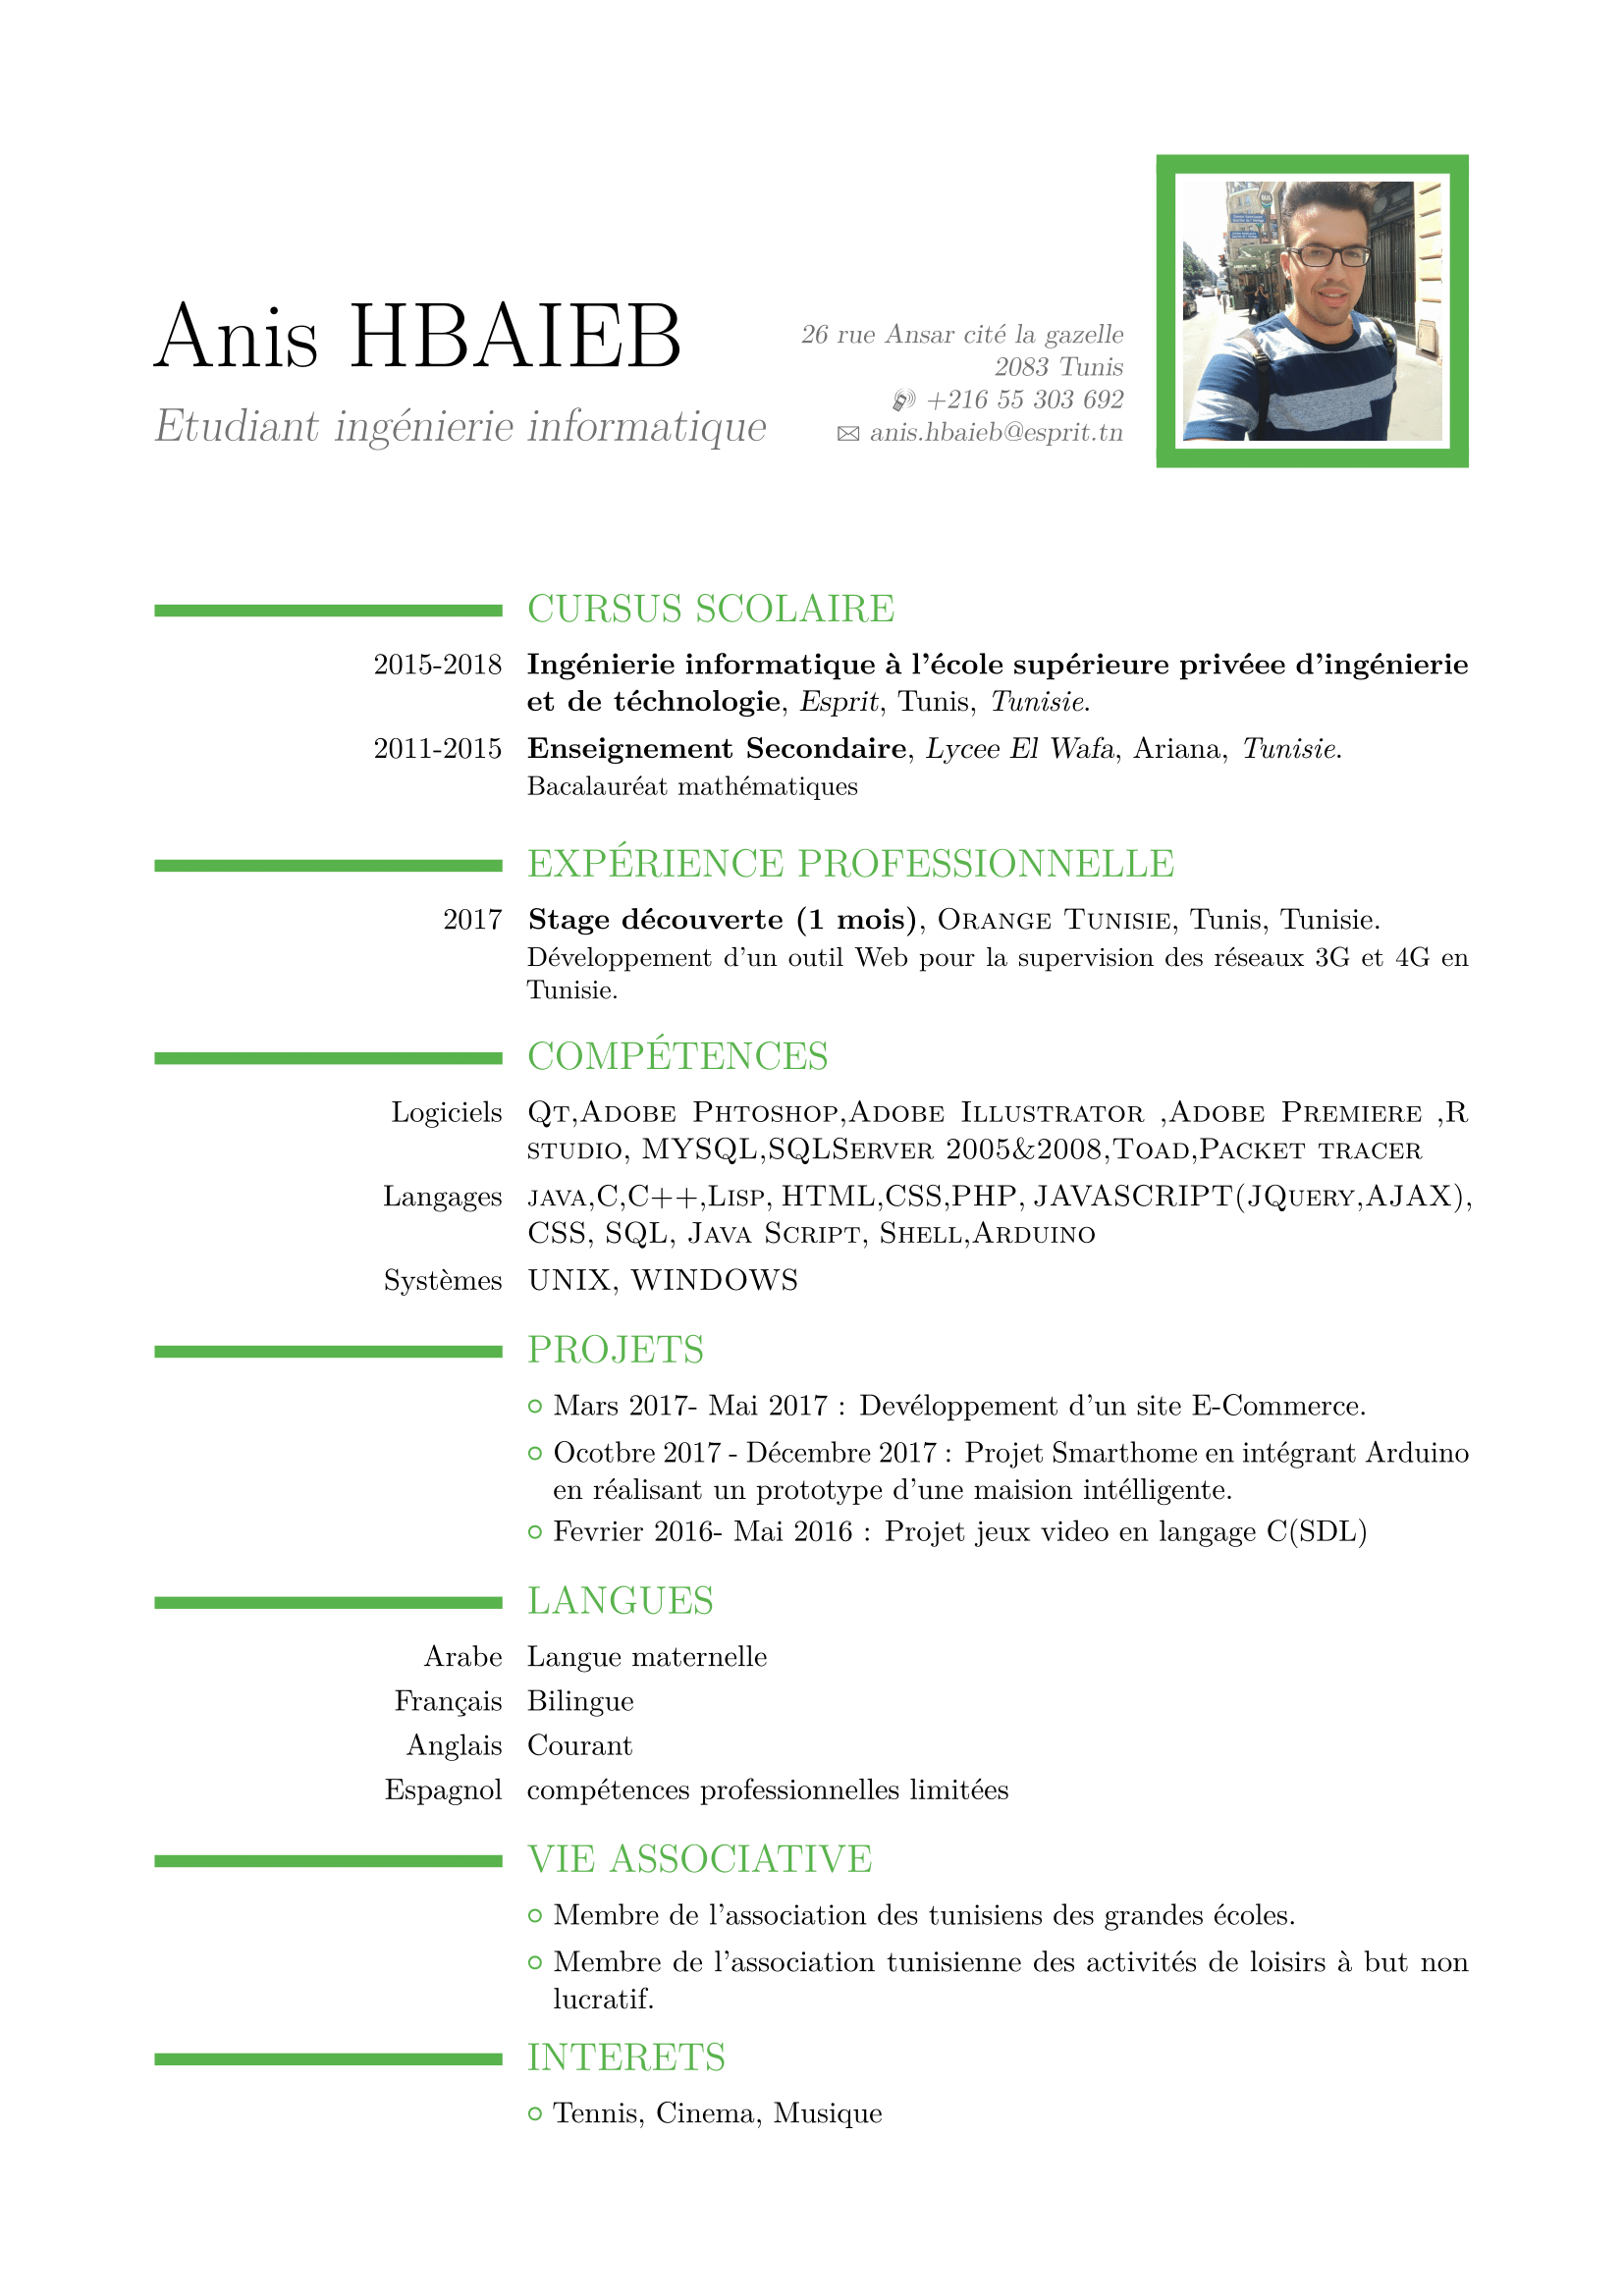 Anis HBAIEB
Etudiant ingénierie informatique
26 rue Ansar cité la gazelle
2083 Tunis
+216 55 303 692
anis.hbaieb@esprit.tn
CURSUS SCOLAIRE
2015-2018 Ingénierie informatique à l'école supérieure privéee d'ingénierie
et de téchnologie, Esprit, Tunis, Tunisie.
2011-2015 Enseignement Secondaire, Lycee El Wafa, Ariana, Tunisie.
Bacalauréat mathématiques
EXPÉRIENCE PROFESSIONNELLE
2017 Stage découverte (1 mois), Orange Tunisie, Tunis, Tunisie.
Développement d'un outil Web pour la supervision des réseaux 3G et 4G en
Tunisie.
COMPÉTENCES
Logiciels Qt,Adobe Phtoshop,Adobe Illustrator ,Adobe Premiere ,R
studio, MYSQL,SQLServer 2005&2008,Toad,Packet tracer
Langages java,C,C++,Lisp, HTML,CSS,PHP, JAVASCRIPT(JQuery,AJAX),
CSS, SQL, Java Script, Shell,Arduino
Systèmes UNIX, WINDOWS
PROJETS
Mars 2017- Mai 2017 : Devéloppement d'un site E-Commerce.
Ocotbre 2017 - Décembre 2017 : Projet Smarthome en intégrant Arduino
en réalisant un prototype d'une maision intélligente.
Fevrier 2016- Mai 2016 : Projet jeux video en langage C(SDL)
LANGUES
Arabe Langue maternelle
Français Bilingue
Anglais Courant
Espagnol compétences professionnelles limitées
VIE ASSOCIATIVE
Membre de l'association des tunisiens des grandes écoles.
Membre de l'association tunisienne des activités de loisirs à but non
lucratif.
INTERETS
Tennis, Cinema, Musique